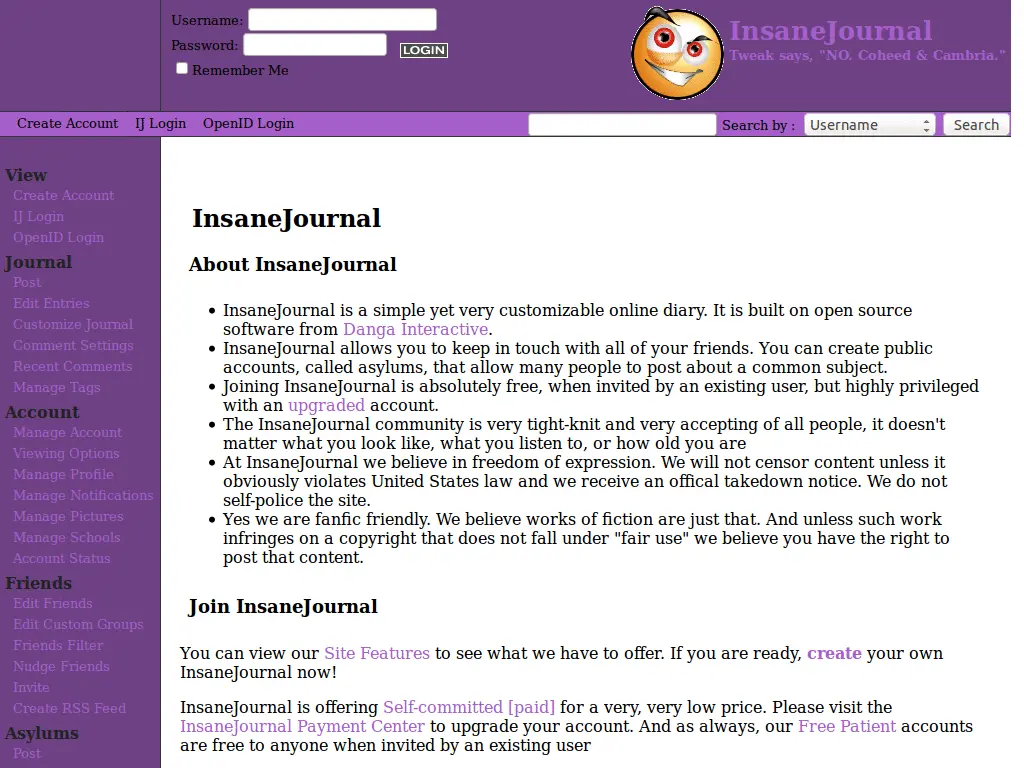 Username:
Password:
LOGIN
Remember Me
InsaneJournal
Tweak says, "NO. Coheed & Cambria."
Create Account IJ Login OpenID Login
Search by : Username Search
View
Create Account
IJ Login
OpenID Login
Journal
Post
Edit Entries
Customize Journal
Comment Settings
Recent Comments
Manage Tags
Account
Manage Account
Viewing Options
Manage Profile
Manage Notifications
Manage Pictures
Manage Schools
Account Status
Friends
Edit Friends
Edit Custom Groups
Friends Filter
Nudge Friends
Invite
Create RSS Feed
Asylums
Post
InsaneJournal
About InsaneJournal
InsaneJournal is a simple yet very customizable online diary. It is built on open source
software from Danga Interactive.
InsaneJournal allows you to keep in touch with all of your friends. You can create public
accounts, called asylums, that allow many people to post about a common subject.
Joining InsaneJournal is absolutely free, when invited by an existing user, but highly privileged
with an upgraded account.
The InsaneJournal community is very tight-knit and very accepting of all people, it doesn't
matter what you look like, what you listen to, or how old you are
At InsaneJournal we believe in freedom of expression. We will not censor content unless it
obviously violates United States law and we receive an offical takedown notice. We do not
self-police the site.
Yes we are fanfic friendly. We believe works of fiction are just that. And unless such work
infringes on a copyright that does not fall under "fair use" we believe you have the right to
post that content.
Join InsaneJournal
You can view our Site Features to see what we have to offer. If you are ready, create your own
InsaneJournal now!
InsaneJournal is offering Self-committed [paid] for a very, very low price. Please visit the
InsaneJournal Payment Center to upgrade your account. And as always, our Free Patient accounts
are free to anyone when invited by an existing user